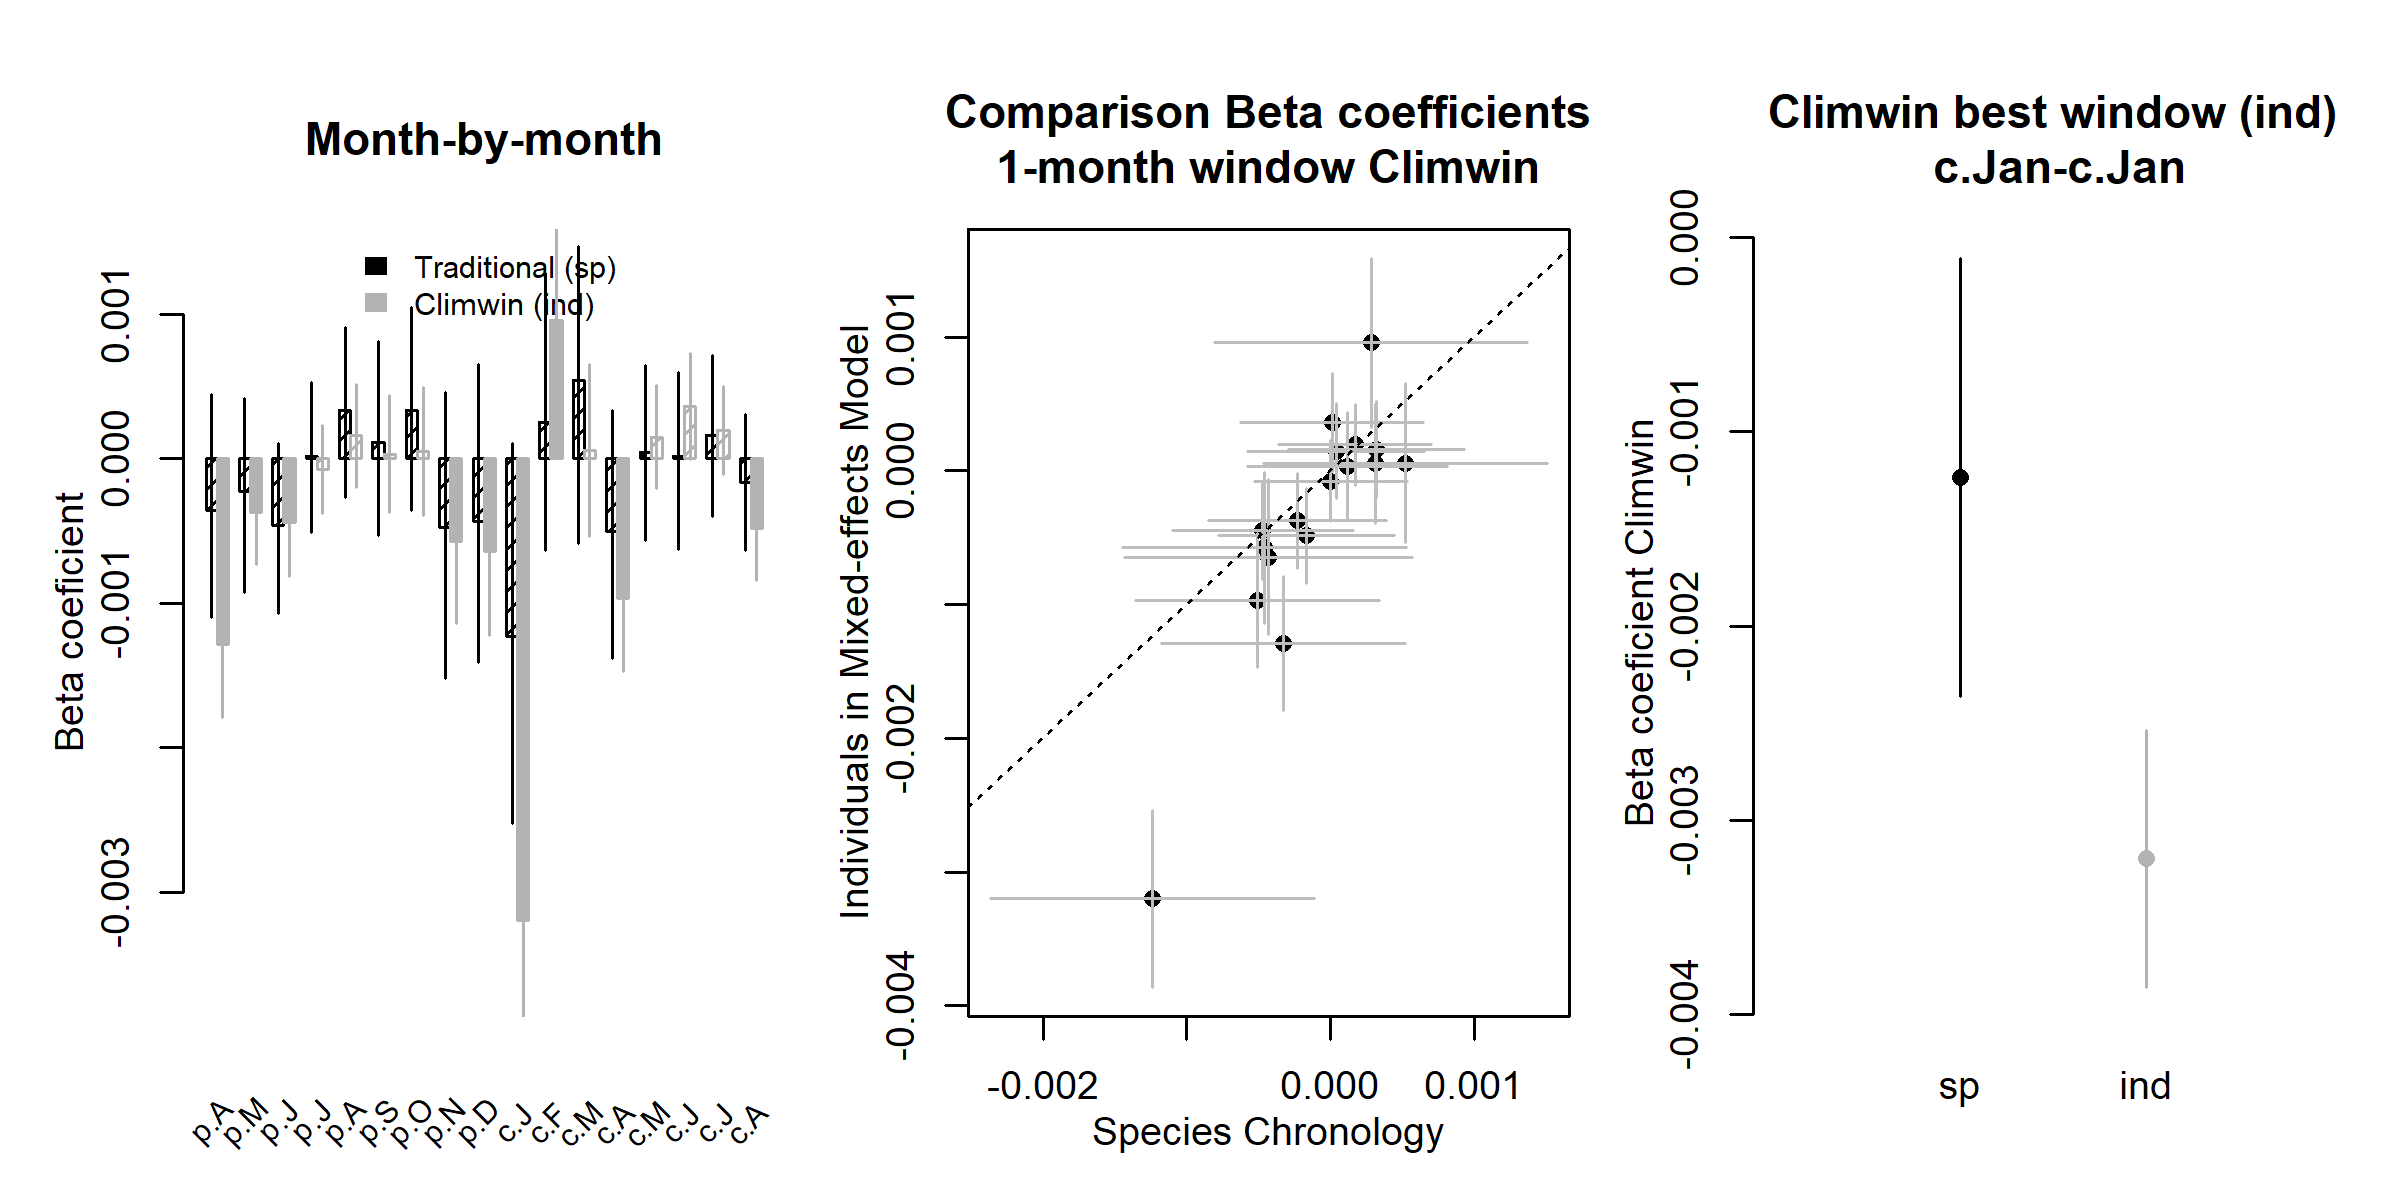 Month-by-month
Traditional (sp)
Climwin (ind)
Beta coeficient
0.001
0.000
-0.001
-0.003
p.A
p.M
p.J
p.J
p.A
p.S
p.O
p.N
p.D
c.J
c.F
c.M
c.A
c.M
c.J
c.J
c.A
Comparison Beta coefficients
1-month window Climwin
Individuals in Mixed-effects Model
0.001
0.000
-0.002
-0.004
-0.002
0.000
0.001
Species Chronology
Climwin best window (ind)
c.Jan-c.Jan
Beta coeficient Climwin
0.000
-0.001
-0.002
-0.003
-0.004
sp
ind